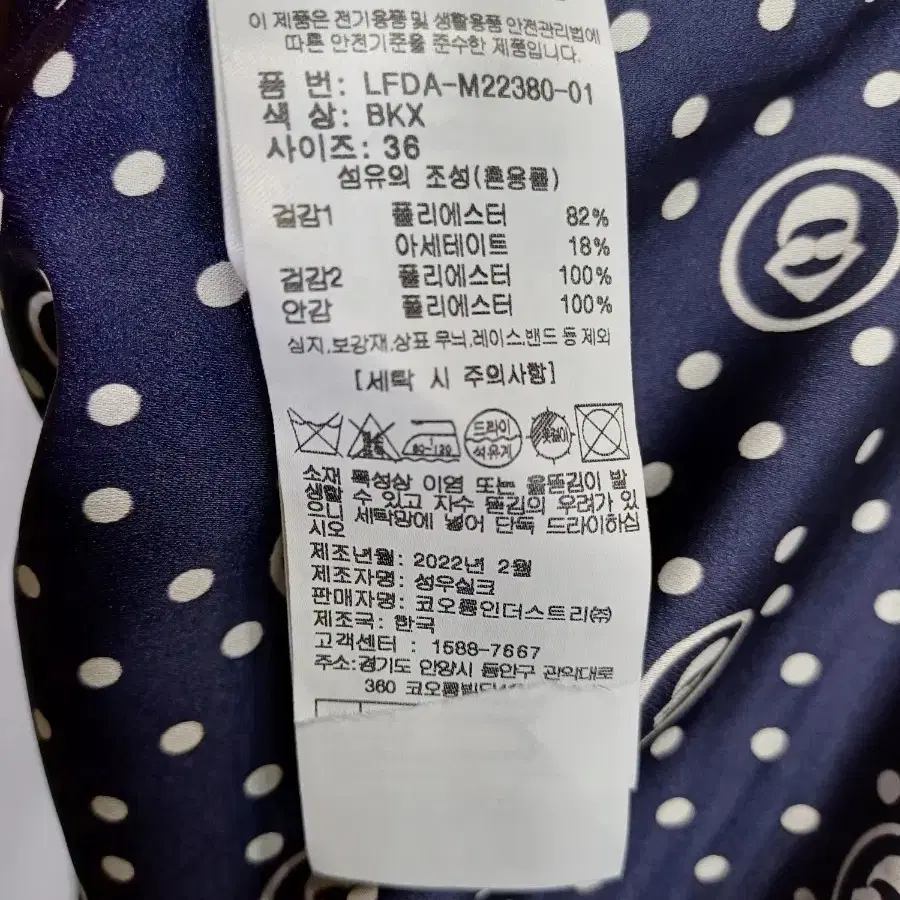 이 제품은 전기용품 및 생활용품 안전관리법에
따른 안전기준을 준수한 제품입니다.
품 번: LFDA-M22380-01
색 상: BKX
사이즈: 36
섬유의 조성(혼용률)
겉감1 폴리에스터 82%
아세테이트 18%
겉감2 폴리에스터 100%
안감 폴리에스터 100%
심지,보강재,상표 무늬,레이스,밴드 등 제외
[세탁 시 주의사항]
80-120 드라이 옷걸이
석유계
소재 특성상 이염 또는 올뜯김이 발
생할 수 있고 자수 뜯김의 우려가 있
으니 세탁망에 넣어 단독 드라이하십
시오
제조년월: 2022년 2월
제조자명: 성우실크
판매자명: 코오롱인더스트리㈜
제조국: 한국
고객센터 : 1588-7667
주소:경기도 안양시 동안구 관악대로
360 코오롱빌딩